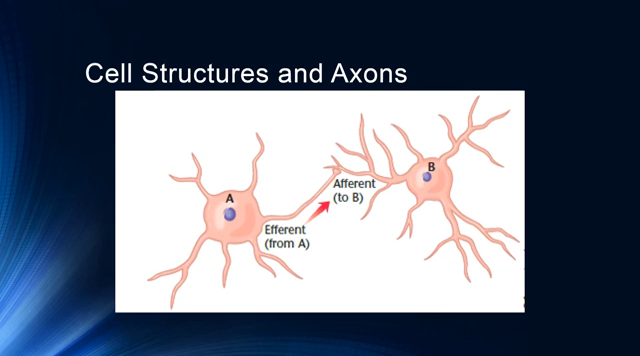 Cell Structures and Axons
A
B
Afferent
(to B)
Efferent
(from A)